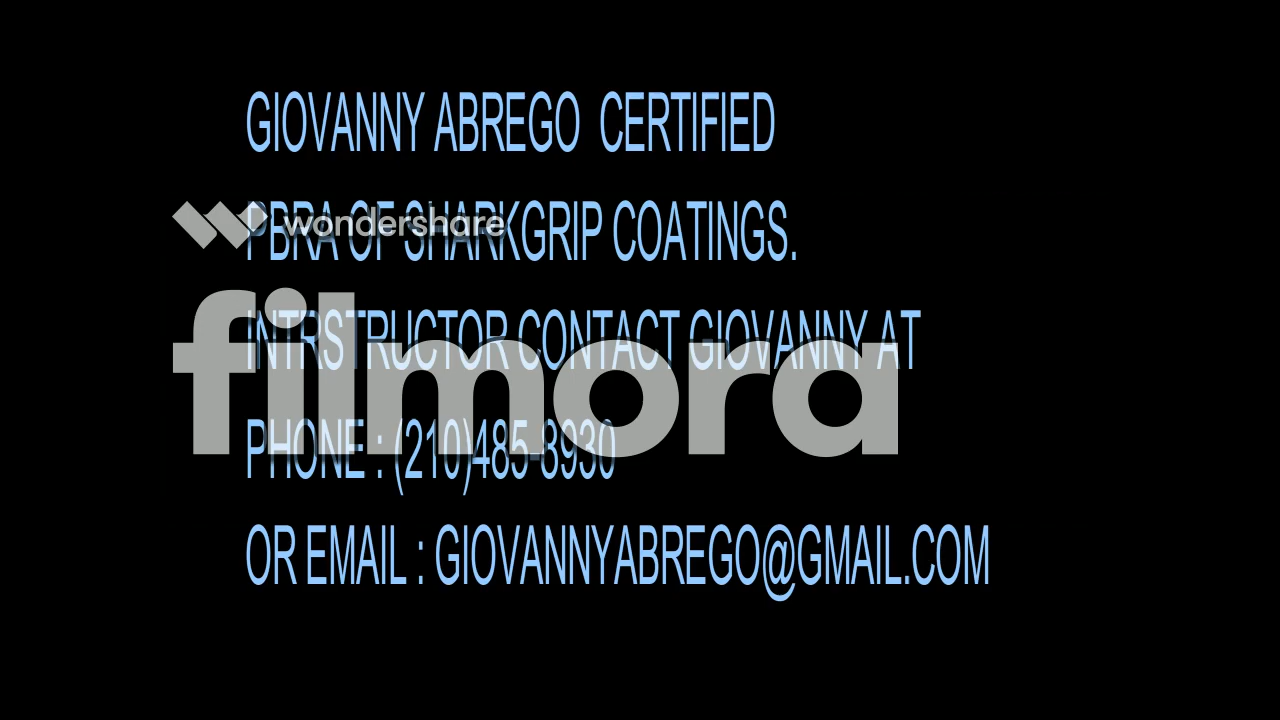 GIOVANNY ABREGO  CERTIFIED
PBRA OF SHARKGRIP COATINGS.
wondershare
filmora
INTRSTRUCTOR CONTACT GIOVANNY AT
PHONE : (210)485-8930
OR EMAIL : GIOVANNYABREGO@GMAIL.COM